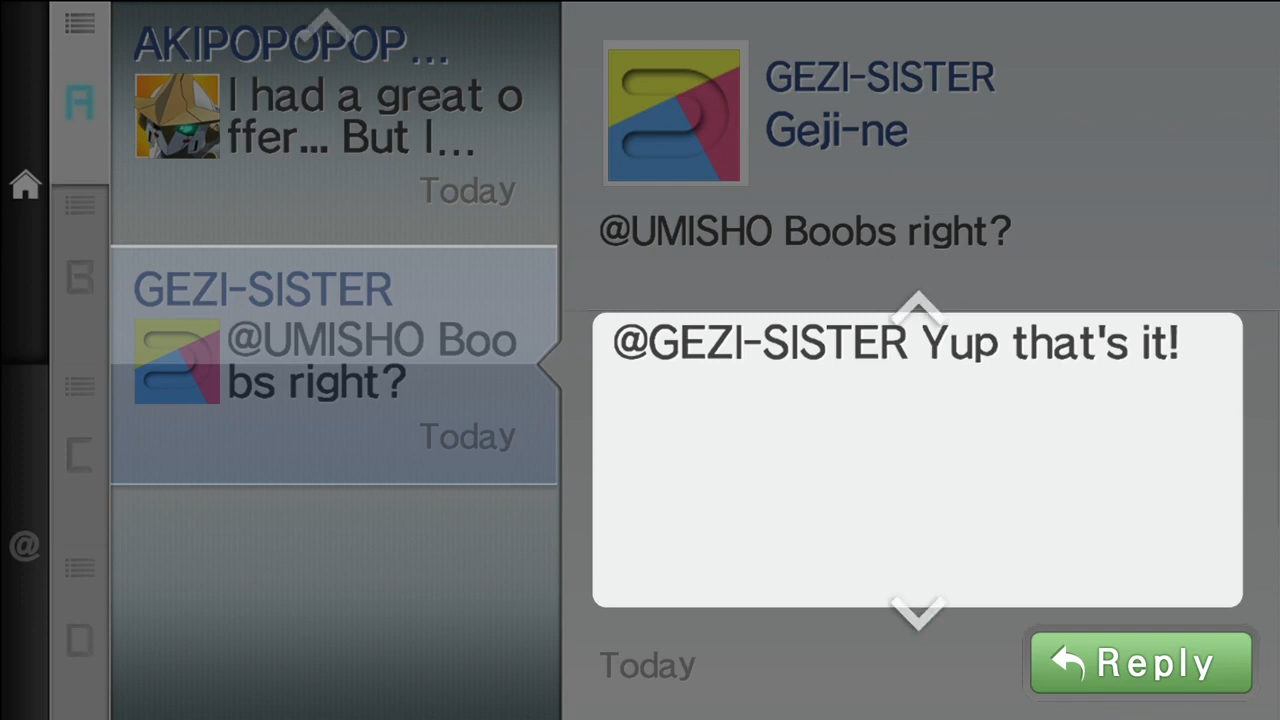 AKIPOPOPOP...
I had a great o
ffer... But I...
Today
GEZI-SISTER
@UMISHO Boo
bs right?
Today
A
B
C
D
@
GEZI-SISTER
Geji-ne
@UMISHO Boobs right?
@GEZI-SISTER Yup that's it!
Today
Reply